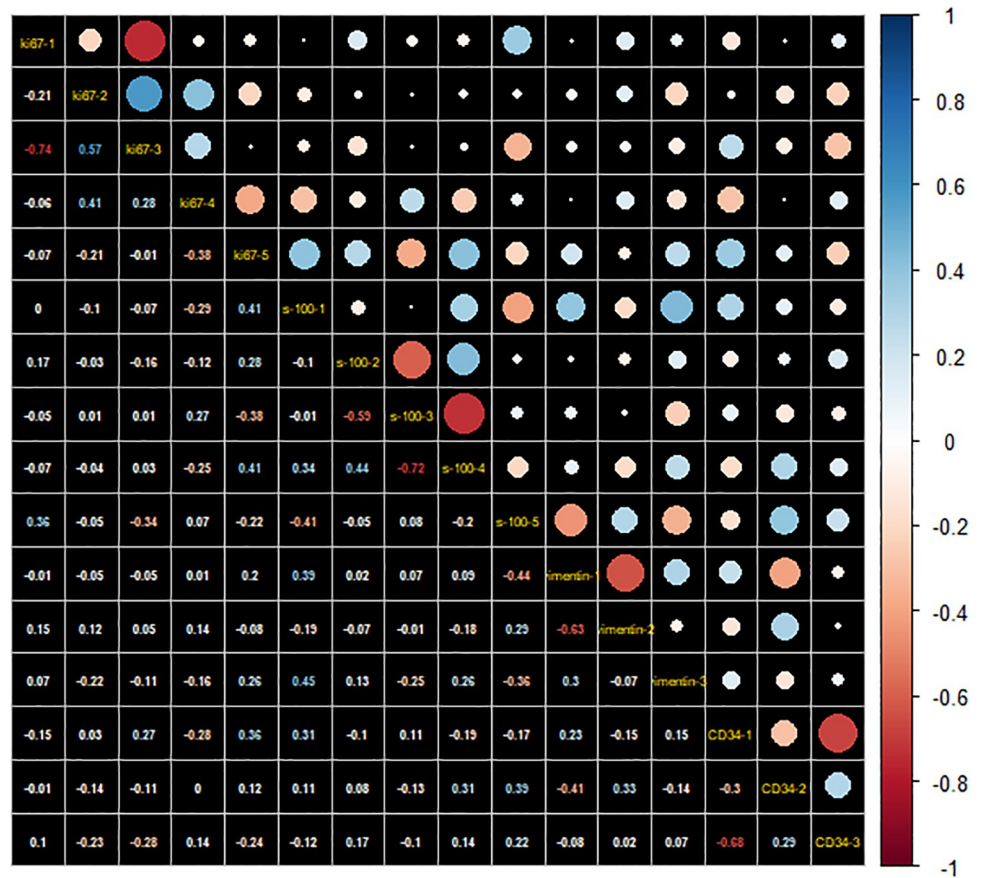 ki67-1
-0.21 ki67-2
-0.74 0.57 ki67-3
-0.06 0.41 0.28 ki67-4
-0.07 -0.21 -0.01 -0.38 ki67-5
0 -0.1 -0.07 -0.29 0.41 s-100-1
0.17 -0.03 -0.16 -0.12 0.28 -0.1 s-100-2
-0.05 0.01 0.01 0.27 -0.38 -0.01 -0.59 s-100-3
-0.07 -0.04 0.03 -0.25 0.41 0.34 0.44 -0.72 s-100-4
0.36 -0.05 -0.34 0.07 -0.22 -0.41 -0.05 0.08 -0.2 s-100-5
-0.01 -0.05 -0.05 0.01 0.2 0.39 0.02 0.07 0.09 -0.44 imentin-1
0.15 0.12 0.05 0.14 -0.08 -0.19 -0.07 -0.01 -0.18 0.29 -0.63 vimentin-2
0.07 -0.22 -0.11 -0.16 0.26 0.45 0.13 -0.25 0.26 -0.36 0.3 -0.07 imentin-3
-0.15 0.03 0.27 -0.28 0.36 0.31 -0.1 0.11 -0.19 -0.17 0.23 -0.15 0.15 CD34-1
-0.01 -0.14 -0.11 0 0.12 0.11 0.08 -0.13 0.31 0.39 -0.41 0.33 -0.14 -0.3 CD34-2
0.1 -0.23 -0.28 0.14 -0.24 -0.12 0.17 -0.1 0.14 0.22 -0.08 0.02 0.07 -0.68 0.29 CD34-3
1
0.8
0.6
0.4
0.2
0
-0.2
-0.4
-0.6
-0.8
-1